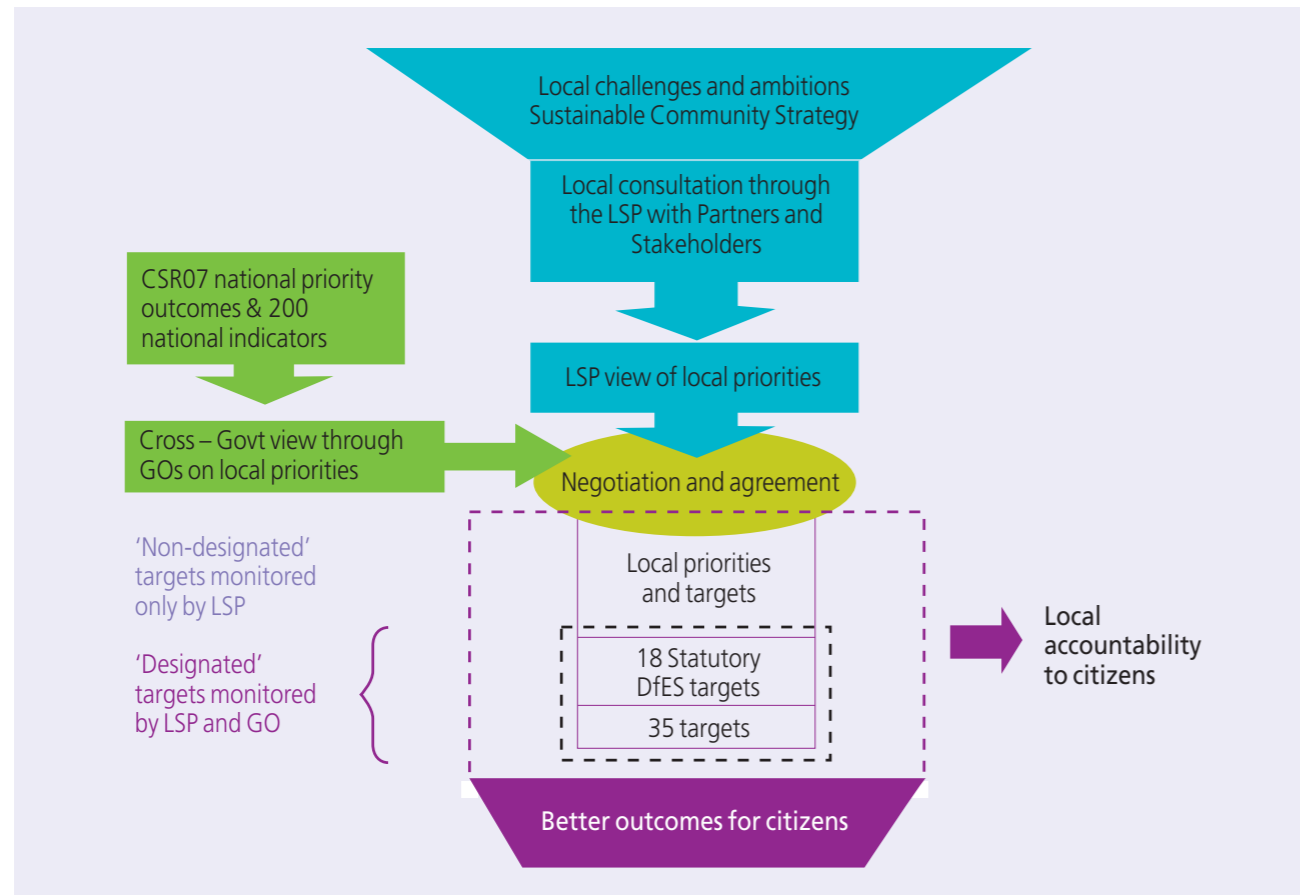 Local challenges and ambitions
Sustainable Community Strategy
Local consultation through
the LSP with Partners and
Stakeholders
CSR07 national priority
outcomes & 200
national indicators
LSP view of local priorities
Cross – Govt view through
GOs on local priorities
Negotiation and agreement
'Non-designated'
targets monitored
only by LSP
Local priorities
and targets
'Designated'
targets monitored
by LSP and GO
18 Statutory
DfES targets
35 targets
Local
accountability
to citizens
Better outcomes for citizens